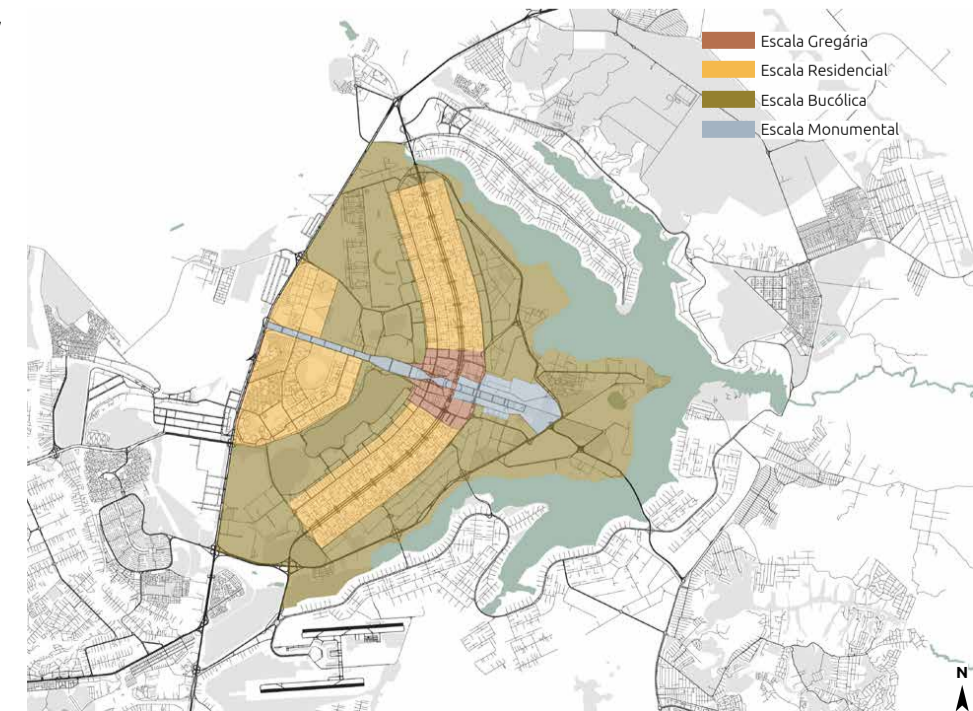 Escala Gregária
Escala Residencial
Escala Bucólica
Escala Monumental
N